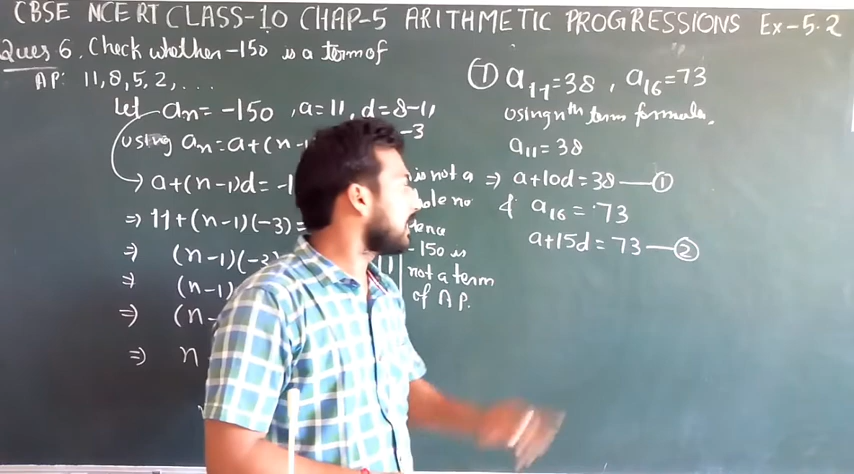 CBSE NCERT CLASS-10 CHAP-5 ARITHMETIC PROGRESSIONS Ex-5.2
Ques 6. Check whether -150 is a term of
AP: 11, 8, 5, 2, ...
Let an = -150, a = 11, d = 8-11
using an = a+(n-1 -3
a+(n-1)d = -1
⇒ 11+(n-1)(-3) =
⇒ (n-1)(-3
⇒ (n-1)
⇒ (n-
⇒ n
is not a
no
-150 is
not a term
of AP.
① a11 = 38, a16 = 73
using nth term formula.
a11 = 38
⇒ a+10d = 38 —— ①
& a16 = 73
a+15d = 73 —— ②